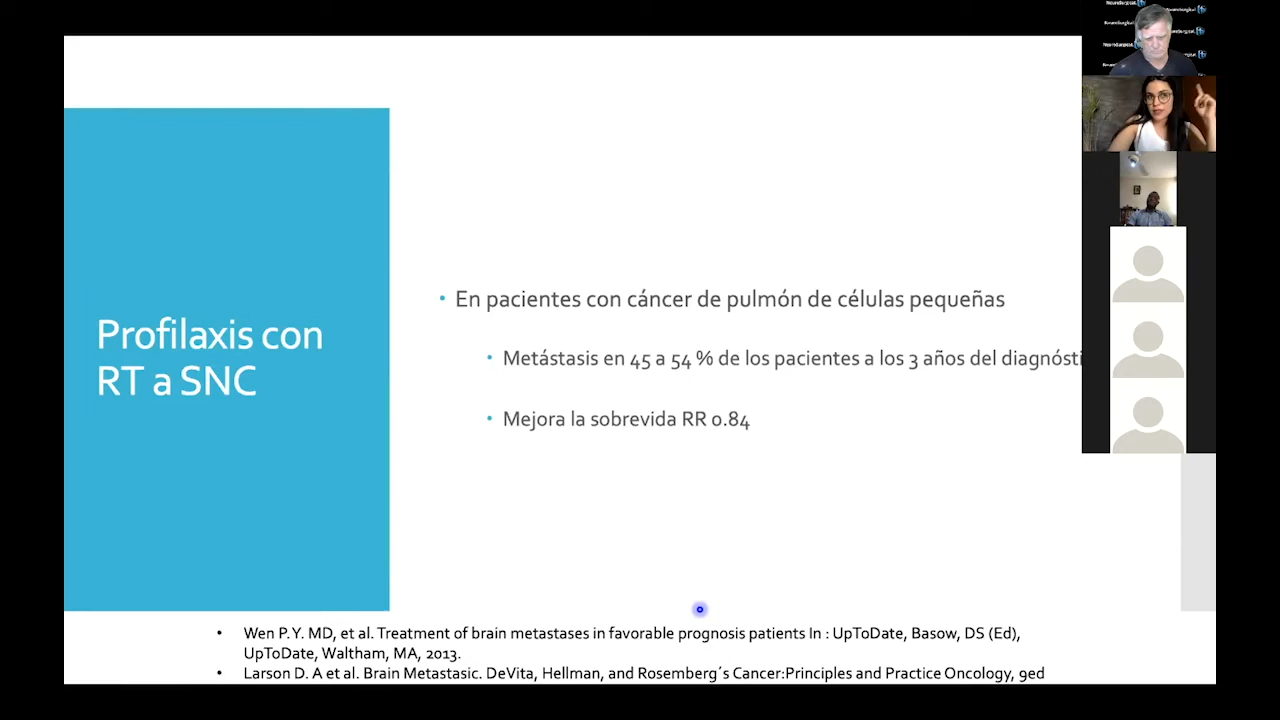 Profilaxis con
RT a SNC
• En pacientes con cáncer de pulmón de células pequeñas
• Metástasis en 45 a 54 % de los pacientes a los 3 años del diagnósti
• Mejora la sobrevida RR 0.84
• Wen P.Y. MD, et al. Treatment of brain metastases in favorable prognosis patients In : UpToDate, Basow, DS (Ed),
UpToDate, Waltham, MA, 2013.
• Larson D. A et al. Brain Metastasic. DeVita, Hellman, and Rosemberg´s Cancer:Principles and Practice Oncology, 9ed